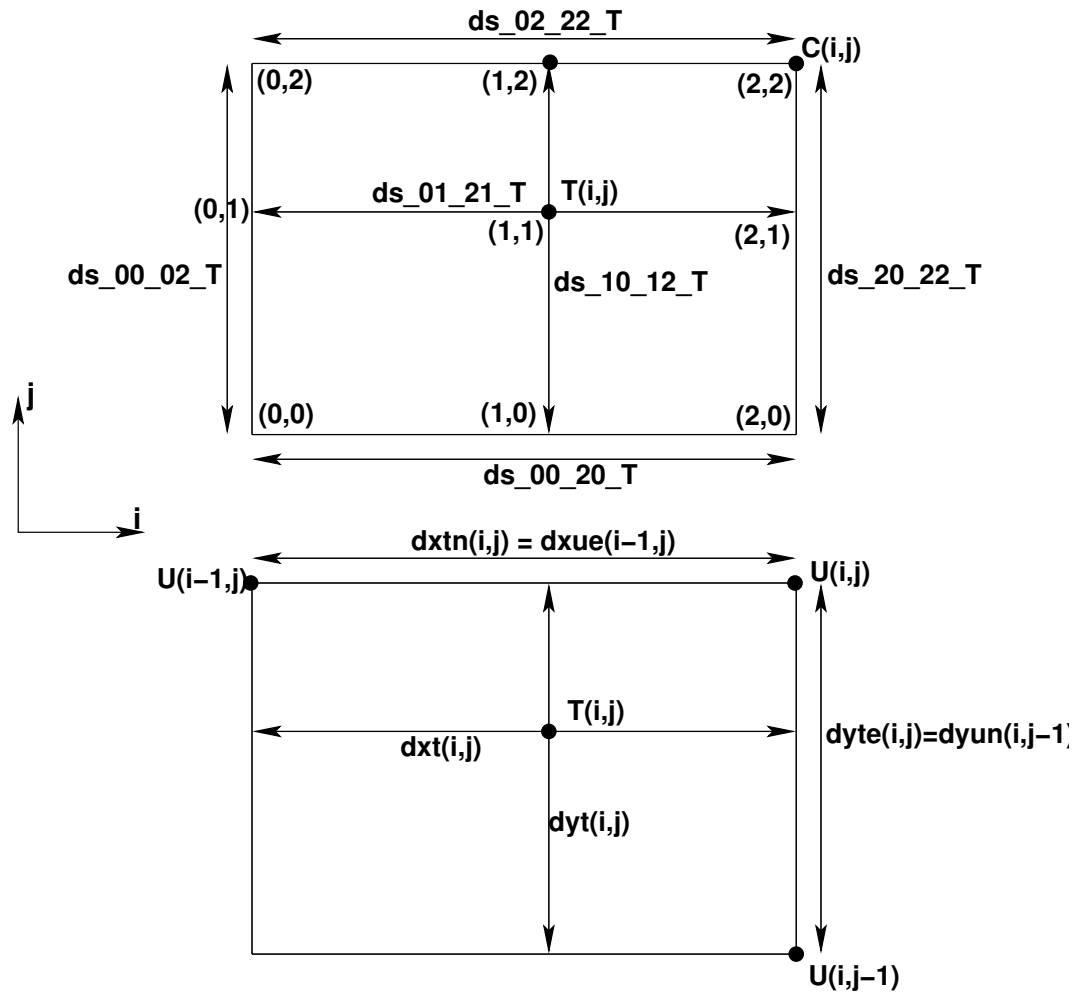 ds_02_22_T
C(i,j)
(0,2)
(1,2)
(2,2)
ds_01_21_T
T(i,j)
(0,1)
(1,1)
(2,1)
ds_00_02_T
ds_10_12_T
ds_20_22_T
j
(0,0)
(1,0)
(2,0)
ds_00_20_T
i
dxtn(i,j) = dxue(i−1,j)
U(i−1,j)
U(i,j)
T(i,j)
dxt(i,j)
dyte(i,j)=dyun(i,j−1)
dyt(i,j)
U(i,j−1)